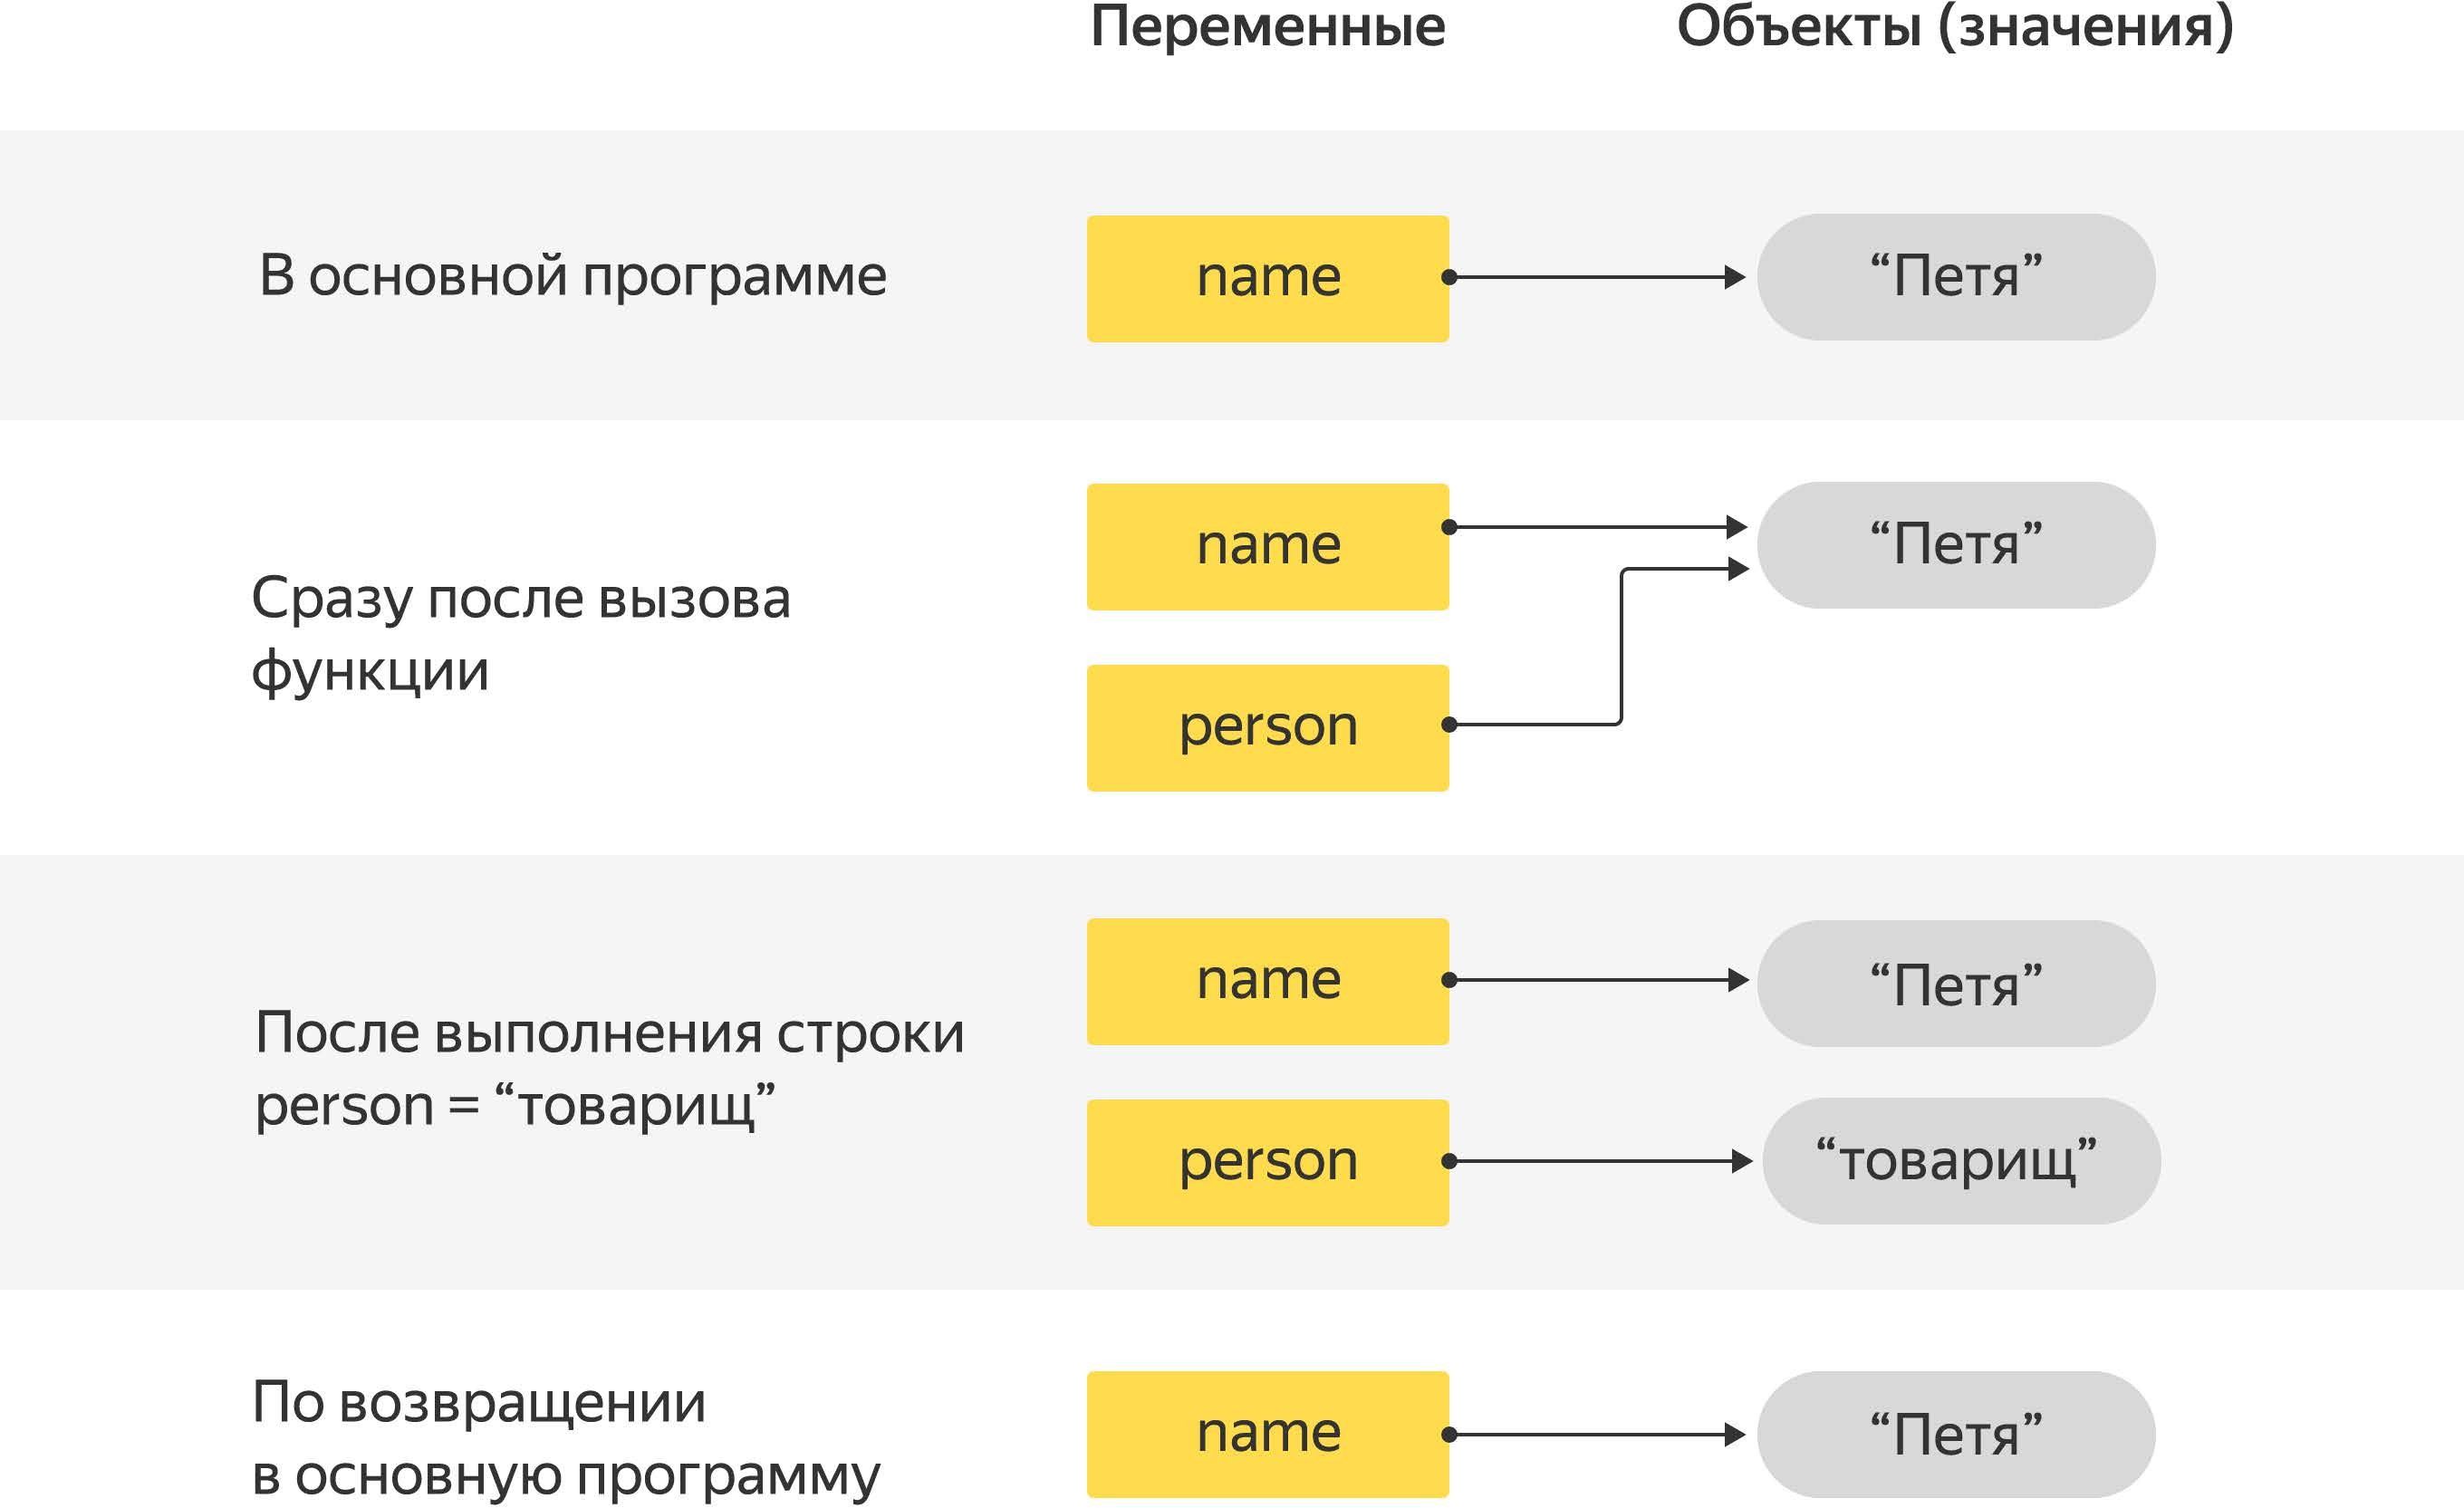 Переменные
Объекты (значения)
В основной программе
name
“Петя”
Сразу после вызова
функции
name
“Петя”
person
После выполнения строки
person = “товарищ”
name
“Петя”
person
“товарищ”
По возвращении
в основную программу
name
“Петя”